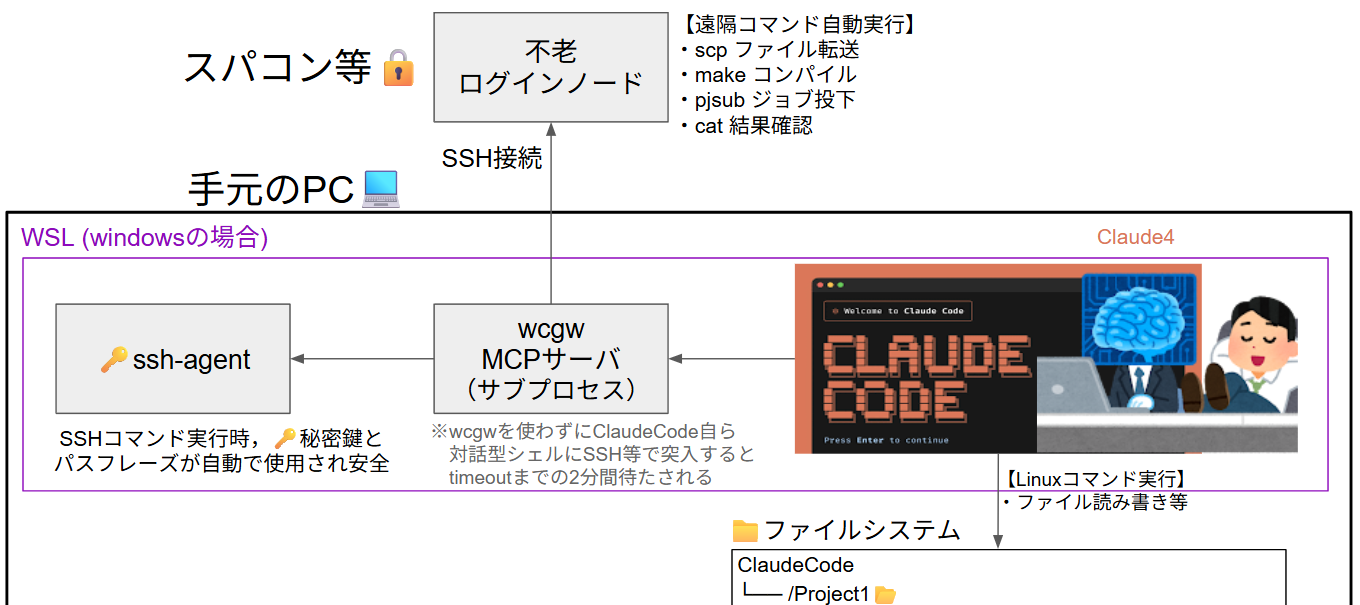 スパコン等
不老
ログインノード
【遠隔コマンド自動実行】
・scp ファイル転送
・make コンパイル
・pjsub ジョブ投下
・cat 結果確認
SSH接続
手元のPC
WSL (windowsの場合)
Claude4
ssh-agent
SSHコマンド実行時，秘密鍵と
パスフレーズが自動で使用され安全
wcgw
MCPサーバ
（サブプロセス）
※wcgwを使わずにClaudeCode自ら
対話型シェルにSSH等で突入すると
timeoutまでの2分間待たされる
Welcome to Claude Code
CLAUDE
CODE
Press Enter to continue
【Linuxコマンド実行】
・ファイル読み書き等
ファイルシステム
ClaudeCode
└── /Project1